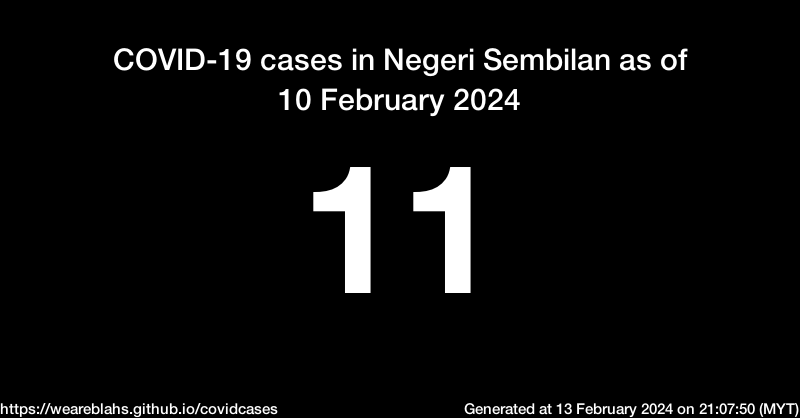 COVID-19 cases in Negeri Sembilan as of
10 February 2024
11
https://weareblahs.github.io/covidcases
Generated at 13 February 2024 on 21:07:50 (MYT)